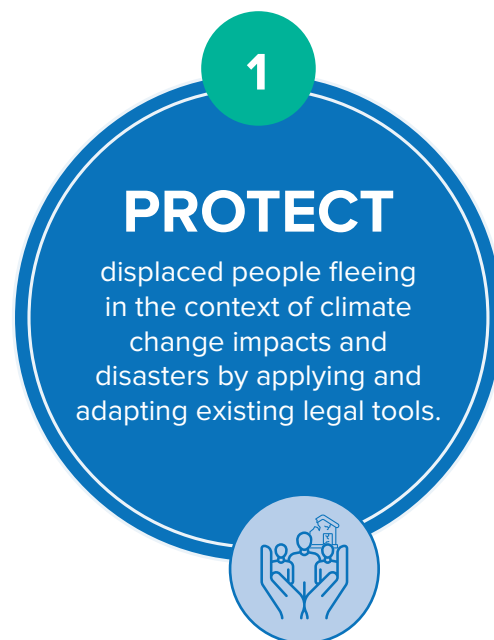 1
PROTECT
displaced people fleeing
in the context of climate
change impacts and
disasters by applying and
adapting existing legal tools.